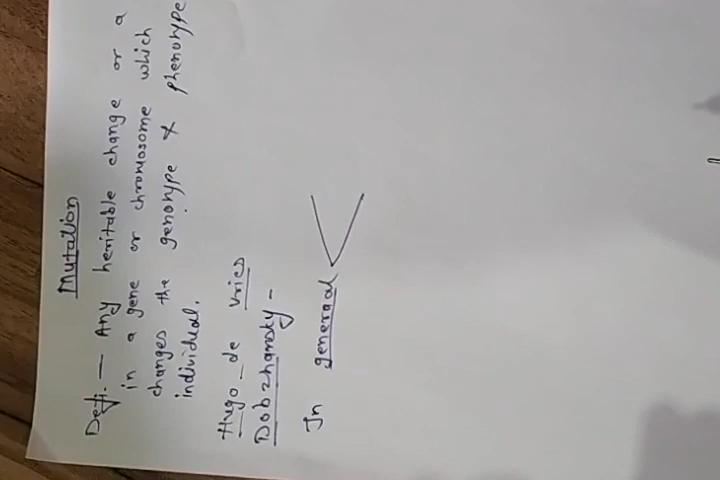 Mutation
Defi. — Any heritable change or a
in a gene or chromosome which
changes the genotype & phenotype
individual.
Hugo de Vries
Dobzhansky -
In general